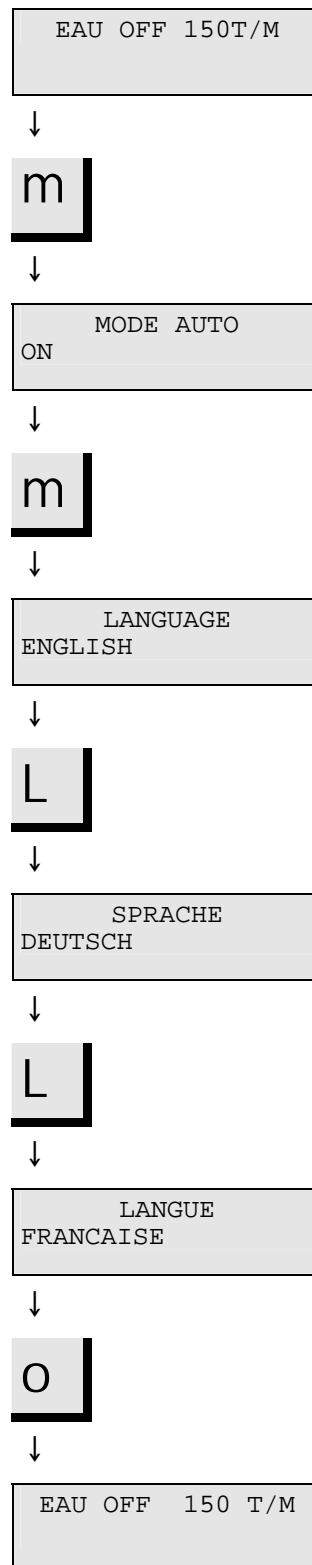 EAU OFF 150T/M
↓
m
↓
MODE AUTO
ON
↓
m
↓
LANGUAGE
ENGLISH
↓
L
↓
SPRACHE
DEUTSCH
↓
L
↓
LANGUE
FRANCAISE
↓
o
↓
EAU OFF 150 T/M